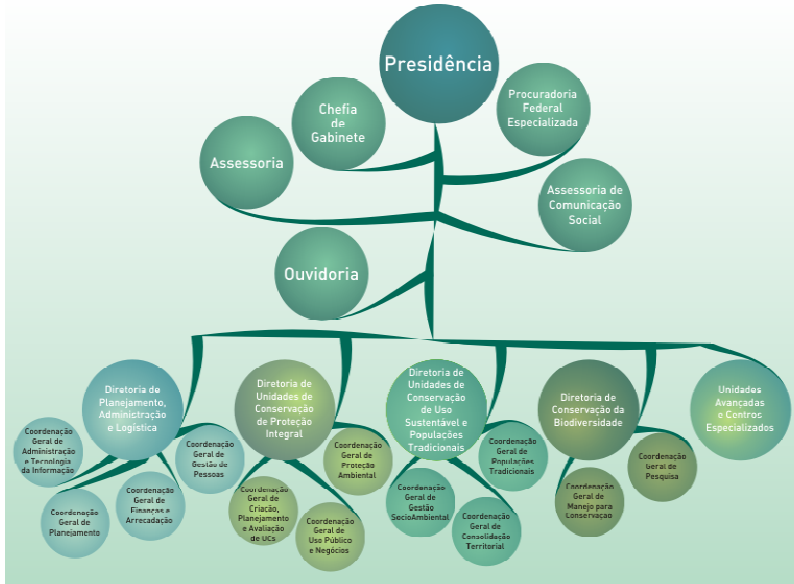 Presidência
Chefia
de
Gabinete
Procuradoria
Federal
Especializada
Assessoria
Assessoria de
Comunicação
Social
Ouvidoria
Diretoria de
Planejamento,
Administração
e Logística
Diretoria de
Unidades de
Conservação
de Proteção
Integral
Diretoria de
Unidades de
Conservação
de Uso
Sustentável e
Populações
Tradicionais
Diretoria de
Conservação da
Biodiversidade
Unidades
Avançadas
e Centros
Especializados
Coordenação
Geral de
Administração
e Tecnologia
da Informação
Coordenação
Geral de
Planejamento
Coordenação
Geral de
Finanças e
Arrecadação
Coordenação
Geral de
Gestão de
Pessoas
Coordenação
Geral de
Criação,
Planejamento
e Avaliação
de UCs
Coordenação
Geral de
Uso Público
e Negócios
Coordenação
Geral de
Proteção
Ambiental
Coordenação
Geral de
Gestão
SocioAmbiental
Coordenação
Geral de
Consolidação
Territorial
Coordenação
Geral de
Populações
Tradicionais
Coordenação
Geral de
Manejo para
Conservação
Coordenação
Geral de
Pesquisa